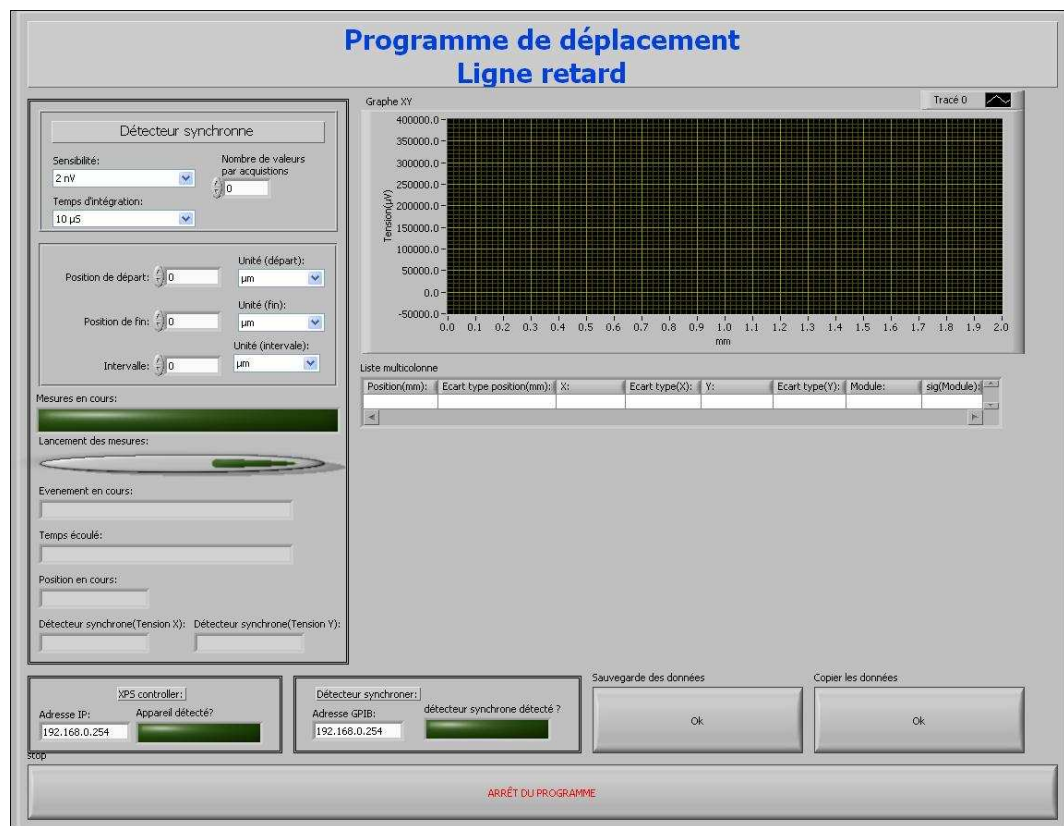 Programme de déplacement
Ligne retard
Détecteur synchronne
Sensibilité:
2 nV
Nombre de valeurs
par acquistions
0
Temps d'intégration:
10 µS
Position de départ: 0
Unité (départ):
µm
Position de fin: 0
Unité (fin):
µm
Intervalle: 0
Unité (intervale):
µm
Mesures en cours:
Lancement des mesures:
Evenement en cours:
Temps écoulé:
Position en cours:
Détecteur synchrone(Tension X): Détecteur synchrone(Tension Y):
Graphe XY
Tracé 0
Tension(µV)
400000.0
350000.0
300000.0
250000.0
200000.0
150000.0
100000.0
50000.0
0.0
-50000.0
0.0 0.1 0.2 0.3 0.4 0.5 0.6 0.7 0.8 0.9 1.0 1.1 1.2 1.3 1.4 1.5 1.6 1.7 1.8 1.9 2.0
mm
Liste multicolonne
Position(mm): Ecart type position(mm): X: Ecart type(X): Y: Ecart type(Y): Module: sig(Module):
XPS controller:
Adresse IP:
192.168.0.254
Appareil détecté?
Détecteur synchroner:
Adresse GPIB:
192.168.0.254
détecteur synchrone détecté ?
Sauvegarde des données
Ok
Copier les données
Ok
stop
ARRÊT DU PROGRAMME